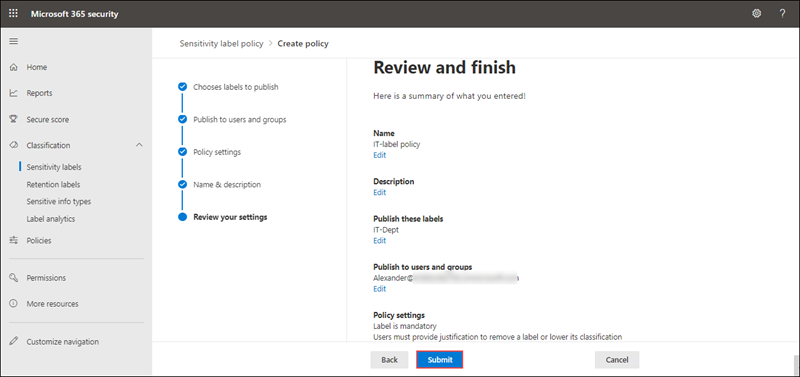 Microsoft 365 security
?
Sensitivity label policy > Create policy
Home
Reports
Secure score
Classification
Sensitivity labels
Retention labels
Sensitive info types
Label analytics
Policies
Permissions
More resources
Customize navigation
Chooses labels to publish
Publish to users and groups
Policy settings
Name & description
Review your settings
Review and finish
Here is a summary of what you entered!
Name
IT-label policy
Edit
Description
Edit
Publish these labels
IT-Dept
Edit
Publish to users and groups
Alexander@
Edit
Policy settings
Label is mandatory
Users must provide justification to remove a label or lower its classification
Back
Submit
Cancel